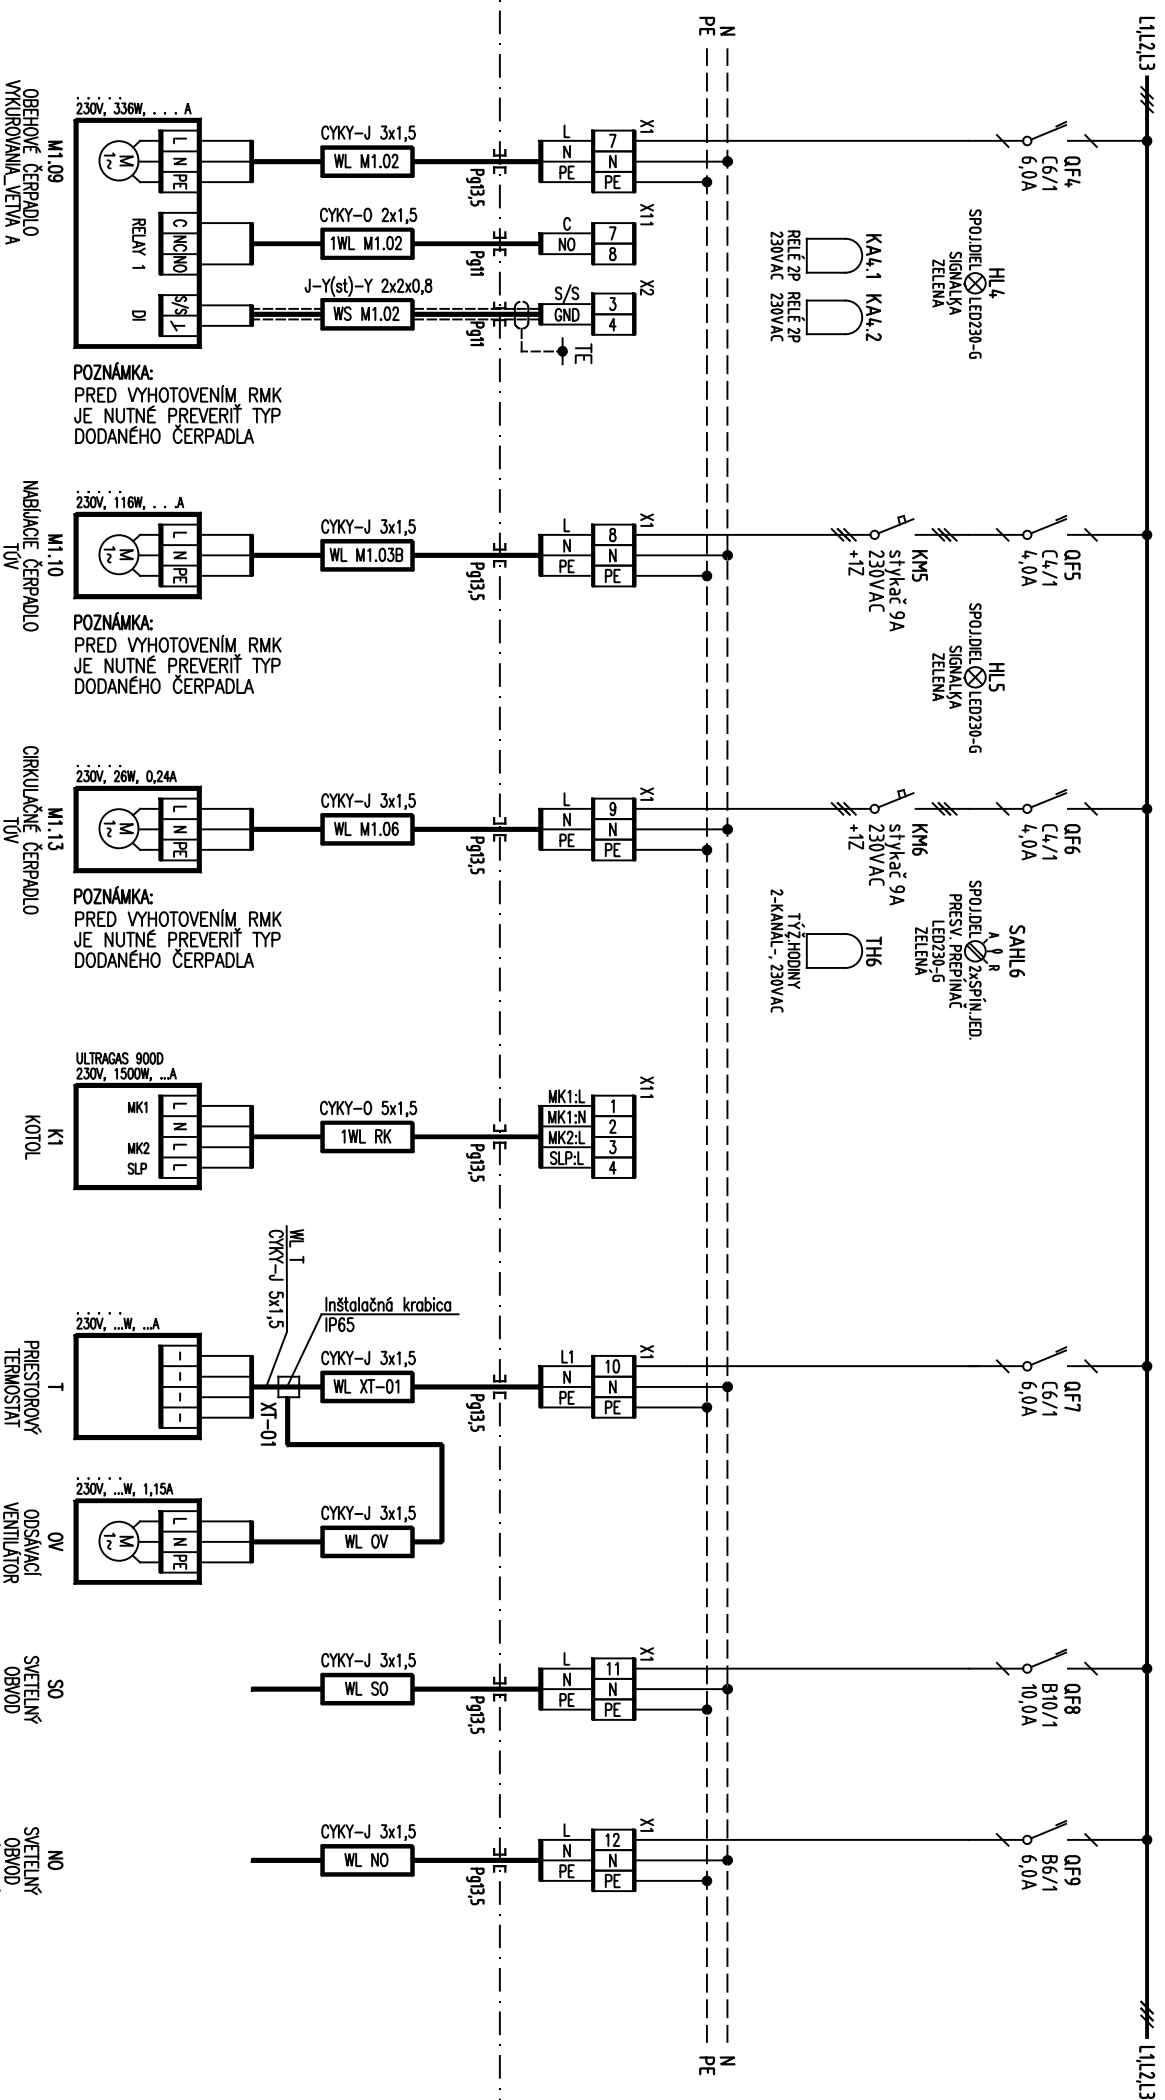 L1,L2,L3
N
PE
QF4
C6/1
6,0A
HL4
SPOJ.DIEL
LED230-G
SIGNÁLKA
ZELENÁ
KA4.1
KA4.2
RELÉ 2P
230VAC
RELÉ 2P
230VAC
X1
7
N
PE
L
N
PE
X11
7
8
C
NO
X2
3
4
S/S
GND
TE
Pg13,5
Pg11
Pg11
CYKY-J 3x1,5
WL M1.02
CYKY-O 2x1,5
1WL M1.02
J-Y(st)-Y 2x2x0,8
WS M1.02
. . . . .
230V, 336W, . . . A
L N PE
M
1~
C NC NO
RELAY 1
S/S
DI
M1.09
OBEHOVÉ ČERPADLO
VYKUROVANIA_VETVA A
POZNÁMKA:
PRED VYHOTOVENÍM RMK
JE NUTNÉ PREVERIŤ TYP
DODANÉHO ČERPADLA
QF5
C4/1
4,0A
KM5
stykač 9A
230VAC
+1Z
HL5
SPOJ.DIEL
LED230-G
SIGNÁLKA
ZELENÁ
X1
8
N
PE
L
N
PE
Pg13,5
CYKY-J 3x1,5
WL M1.03B
. . . . .
230V, 116W, . . .A
L N PE
M
1~
M1.10
NABÍJACIE ČERPADLO
TÚV
POZNÁMKA:
PRED VYHOTOVENÍM RMK
JE NUTNÉ PREVERIŤ TYP
DODANÉHO ČERPADLA
QF6
C4/1
4,0A
KM6
stykač 9A
230VAC
+1Z
SAHL6
A 0 R
SPOJ.DIEL
2xSPÍN.JED.
PRESV. PREPÍNAČ
LED230-G
ZELENÁ
TH6
TÝŽ.HODINY
2-KANÁL-, 230VAC
X1
9
N
PE
L
N
PE
Pg13,5
CYKY-J 3x1,5
WL M1.06
. . . . .
230V, 26W, 0,24A
L N PE
M
1~
M1.13
CIRKULAČNÉ ČERPADLO
TÚV
POZNÁMKA:
PRED VYHOTOVENÍM RMK
JE NUTNÉ PREVERIŤ TYP
DODANÉHO ČERPADLA
X11
1
2
3
4
MK1:L
MK1:N
MK2:L
SLP:L
Pg13,5
CYKY-O 5x1,5
1WL RK
ULTRAGAS 900D
230V, 1500W, ...A
MK1
MK2
SLP
L N L L
K1
KOTOL
QF7
C6/1
6,0A
X1
10
N
PE
L1
N
PE
Pg13,5
CYKY-J 3x1,5
WL XT-01
Inštalačná krabica
IP65
WL T
CYKY-J 5x1,5
XT-01
. . . . .
230V, ...W, ...A
- - - -
T
PRIESTOROVÝ
TERMOSTAT
CYKY-J 3x1,5
WL OV
. . . . .
230V, ...W, 1,15A
L N PE
M
1~
OV
ODSÁVACÍ
VENTILÁTOR
QF8
B10/1
10,0A
X1
11
N
PE
L
N
PE
Pg13,5
CYKY-J 3x1,5
WL SO
SO
SVETELNÝ
OBVOD
QF9
B6/1
6,0A
X1
12
N
PE
L
N
PE
Pg13,5
CYKY-J 3x1,5
WL NO
NO
SVETELNÝ
OBVOD
N
PE
L1,L2,L3